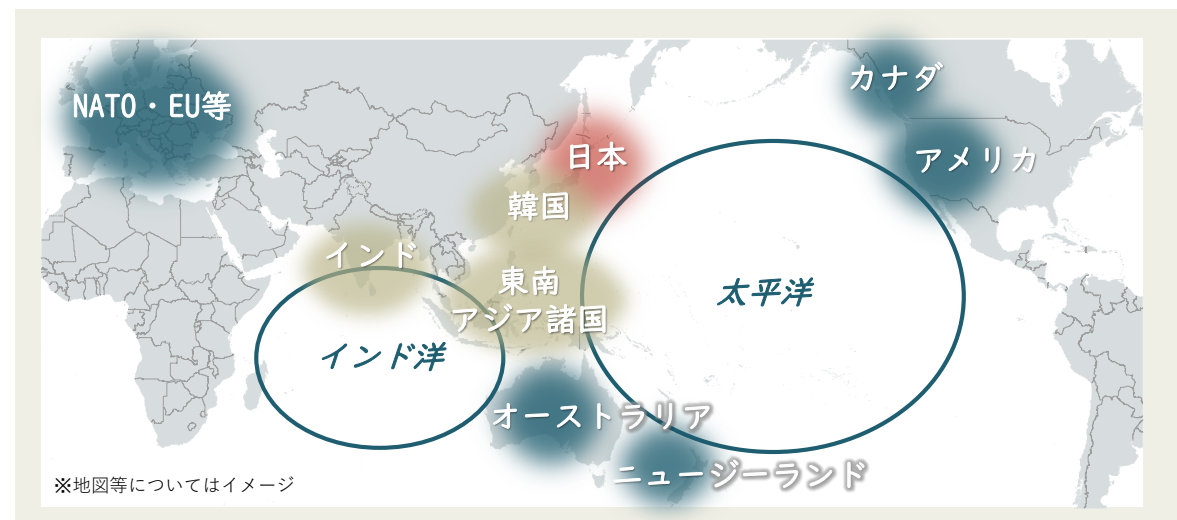 カナダ
NATO・EU等
日本
アメリカ
韓国
インド
東南
アジア諸国
太平洋
インド洋
オーストラリア
ニュージーランド
※地図等についてはイメージ